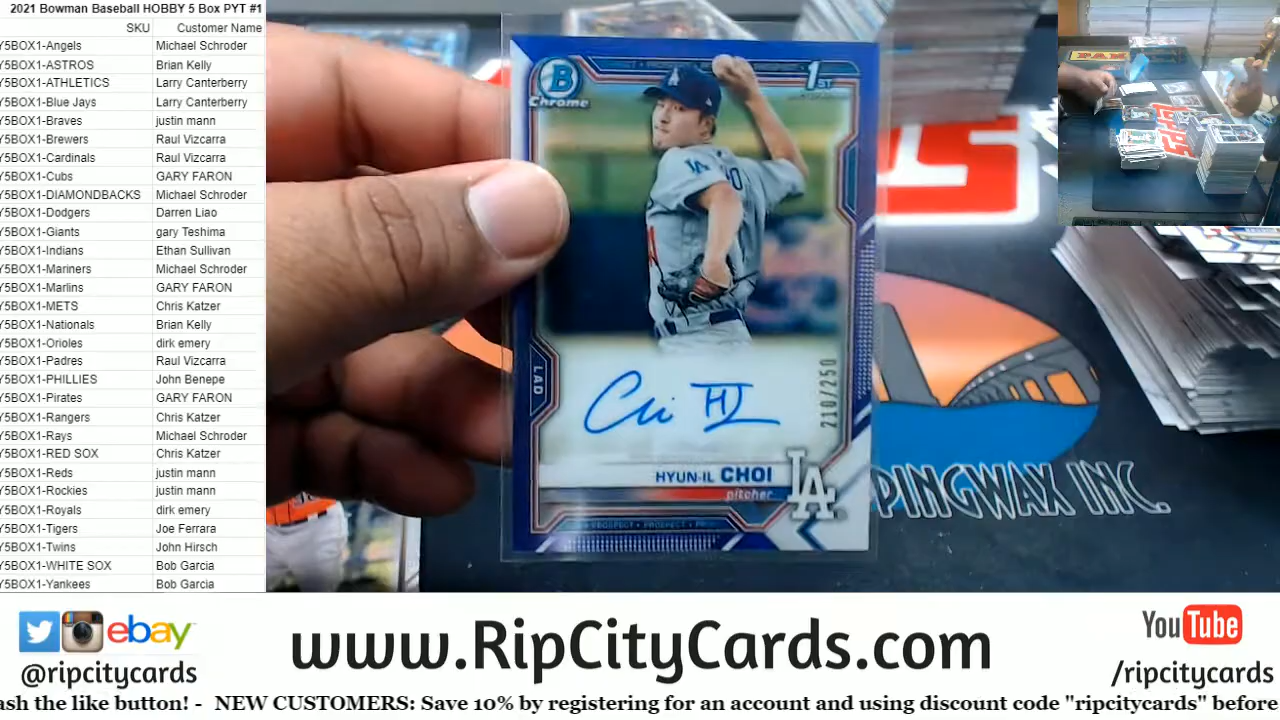 2021 Bowman Baseball HOBBY 5 Box PYT #1
SKU Customer Name
Y5BOX1-Angels Michael Schroder
Y5BOX1-ASTROS Brian Kelly
Y5BOX1-ATHLETICS Larry Canterberry
Y5BOX1-Blue Jays Larry Canterberry
Y5BOX1-Braves justin mann
Y5BOX1-Brewers Raul Vizcarra
Y5BOX1-Cardinals Raul Vizcarra
Y5BOX1-Cubs GARY FARON
Y5BOX1-DIAMONDBACKS Michael Schroder
Y5BOX1-Dodgers Darren Liao
Y5BOX1-Giants gary Teshima
Y5BOX1-Indians Ethan Sullivan
Y5BOX1-Mariners Michael Schroder
Y5BOX1-Marlins GARY FARON
Y5BOX1-METS Chris Katzer
Y5BOX1-Nationals Brian Kelly
Y5BOX1-Orioles dirk emery
Y5BOX1-Padres Raul Vizcarra
Y5BOX1-PHILLIES John Benepe
Y5BOX1-Pirates GARY FARON
Y5BOX1-Rangers Chris Katzer
Y5BOX1-Rays Michael Schroder
Y5BOX1-RED SOX Chris Katzer
Y5BOX1-Reds justin mann
Y5BOX1-Rockies justin mann
Y5BOX1-Royals dirk emery
Y5BOX1-Tigers Joe Ferrara
Y5BOX1-Twins John Hirsch
Y5BOX1-WHITE SOX Bob Garcia
Y5BOX1-Yankees Bob Garcia
B
Chrome
1ST
LA
LAD
210/250
HYUN-IL CHOI
pitcher
LA
PROSPECT • PROSPECT
PINGWAX INC.
topps
ebay
@ripcitycards
www.RipCityCards.com
YouTube
/ripcitycards
ash the like button! - NEW CUSTOMERS: Save 10% by registering for an account and using discount code "ripcitycards" before